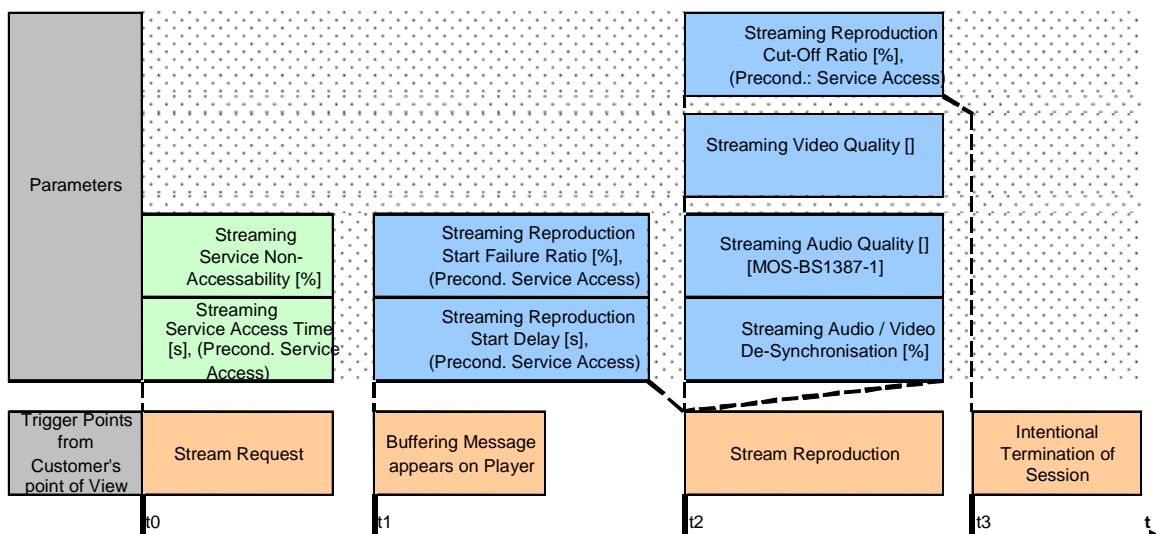 Streaming Reproduction
Cut-Off Ratio [%],
(Precond.: Service Access)
Streaming Video Quality []
Parameters
Streaming
Service Non-
Accessability [%]
Streaming Reproduction
Start Failure Ratio [%],
(Precond. Service Access)
Streaming Audio Quality []
[MOS-BS1387-1]
Streaming
Service Access Time
[s], (Precond. Service
Access)
Streaming Reproduction
Start Delay [s],
(Precond. Service Access)
Streaming Audio / Video
De-Synchronisation [%]
Trigger Points
from
Customer's
point of View
Stream Request
Buffering Message
appears on Player
Stream Reproduction
Intentional
Termination of
Session
t0
t1
t2
t3
t